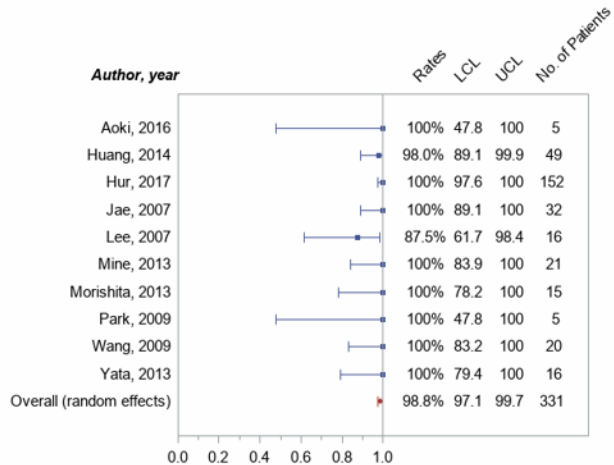 Author, year Rates LCL UCL No. of Patients
Aoki, 2016 100% 47.8 100 5
Huang, 2014 98.0% 89.1 99.9 49
Hur, 2017 100% 97.6 100 152
Jae, 2007 100% 89.1 100 32
Lee, 2007 87.5% 61.7 98.4 16
Mine, 2013 100% 83.9 100 21
Morishita, 2013 100% 78.2 100 15
Park, 2009 100% 47.8 100 5
Wang, 2009 100% 83.2 100 20
Yata, 2013 100% 79.4 100 16
Overall (random effects) 98.8% 97.1 99.7 331
0.0 0.2 0.4 0.6 0.8 1.0